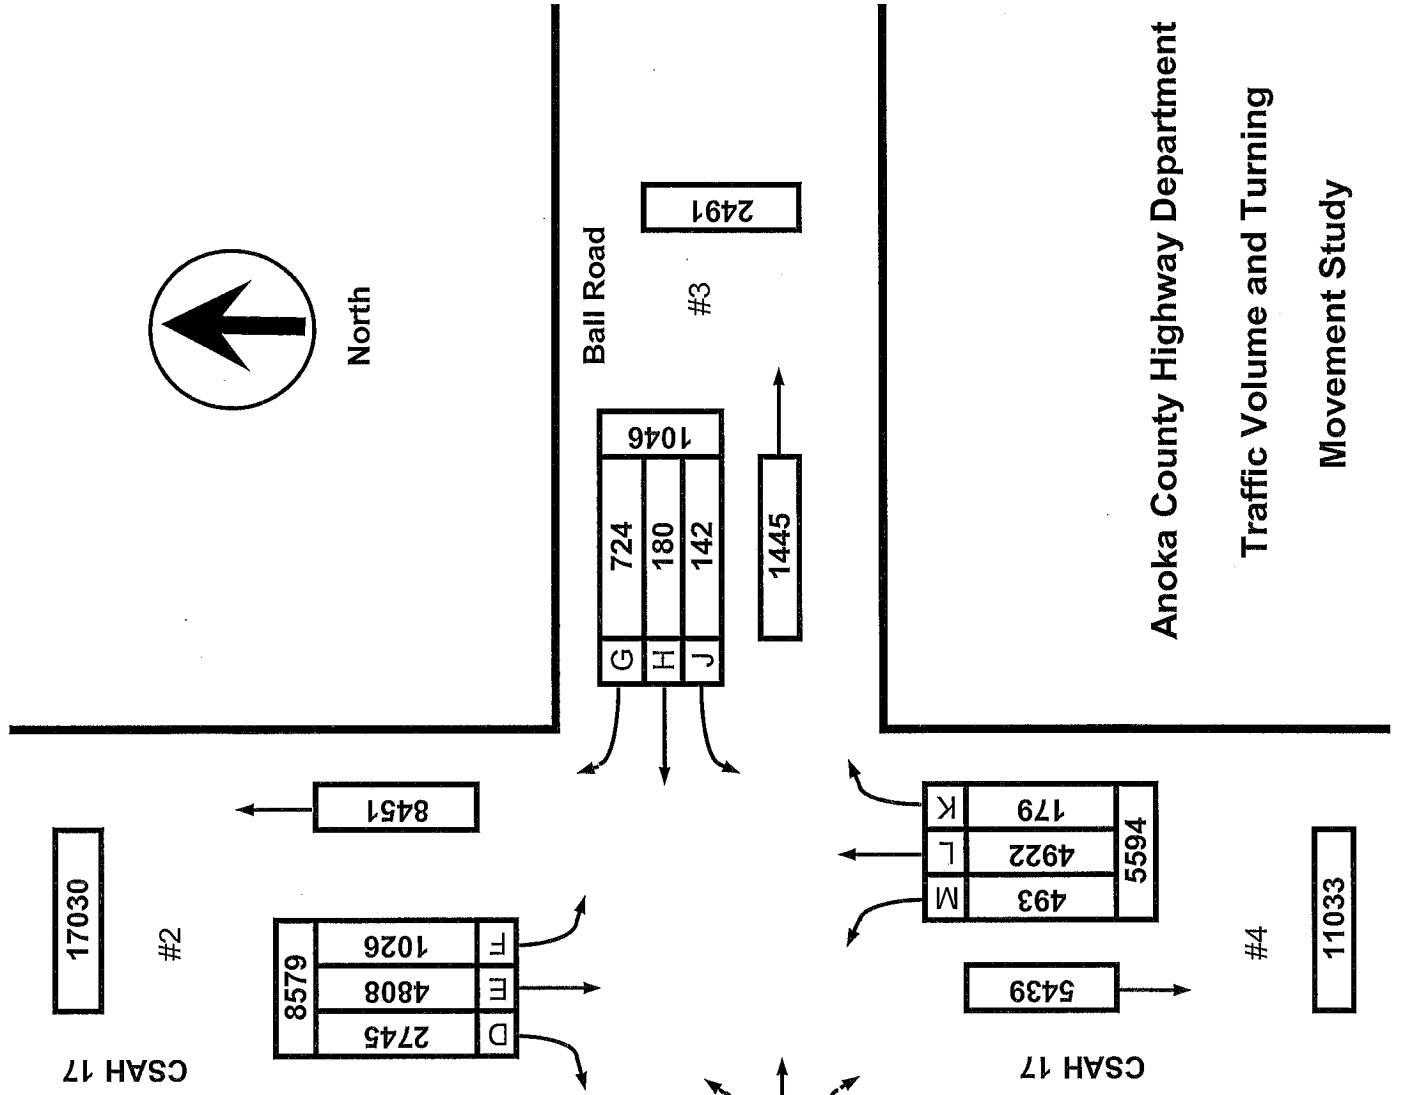 North
Ball Road
#3
2491
1046
G 724
H 180
J 142
1445
Anoka County Highway Department
Traffic Volume and Turning
Movement Study
17030
#2
CSAH 17
8451
8579
1026 F
4808 E
2745 D
K 179
L 4922
M 493
5594
5439
#4
11033
CSAH 17